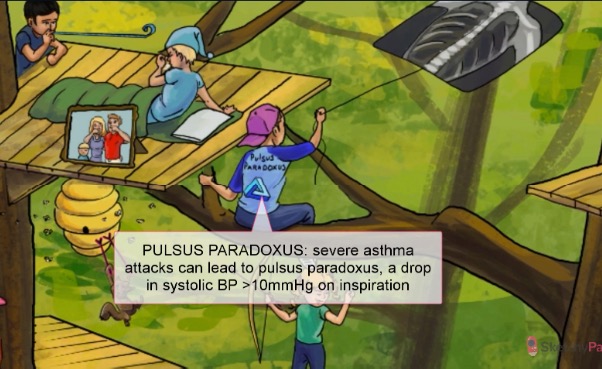 PULSUS
PARADOXUS
PULSUS PARADOXUS: severe asthma
attacks can lead to pulsus paradoxus, a drop
in systolic BP >10mmHg on inspiration